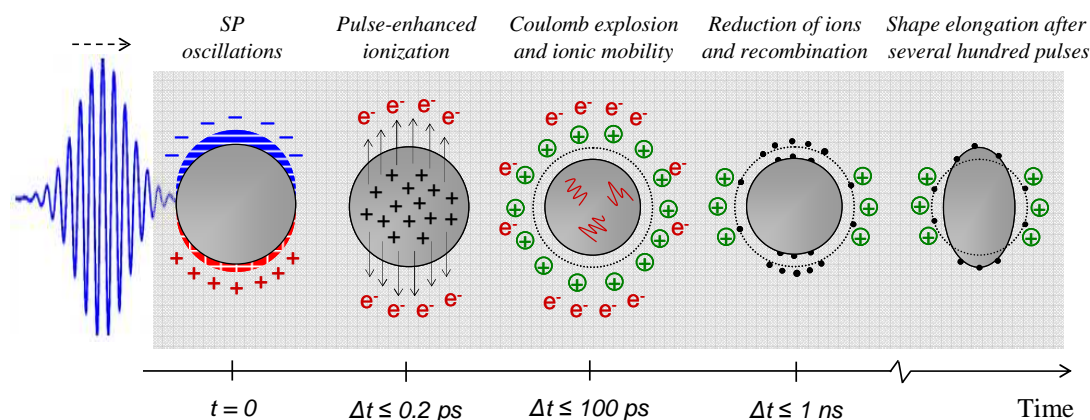 SP
oscillations
Pulse-enhanced
ionization
Coulomb explosion
and ionic mobility
Reduction of ions
and recombination
Shape elongation after
several hundred pulses
e- e- e- e-
e- e- e- e-
e- e- e- e-
e- e-
e- e-
e- e- e- e-
t = 0
Δt ≤ 0.2 ps
Δt ≤ 100 ps
Δt ≤ 1 ns
Time